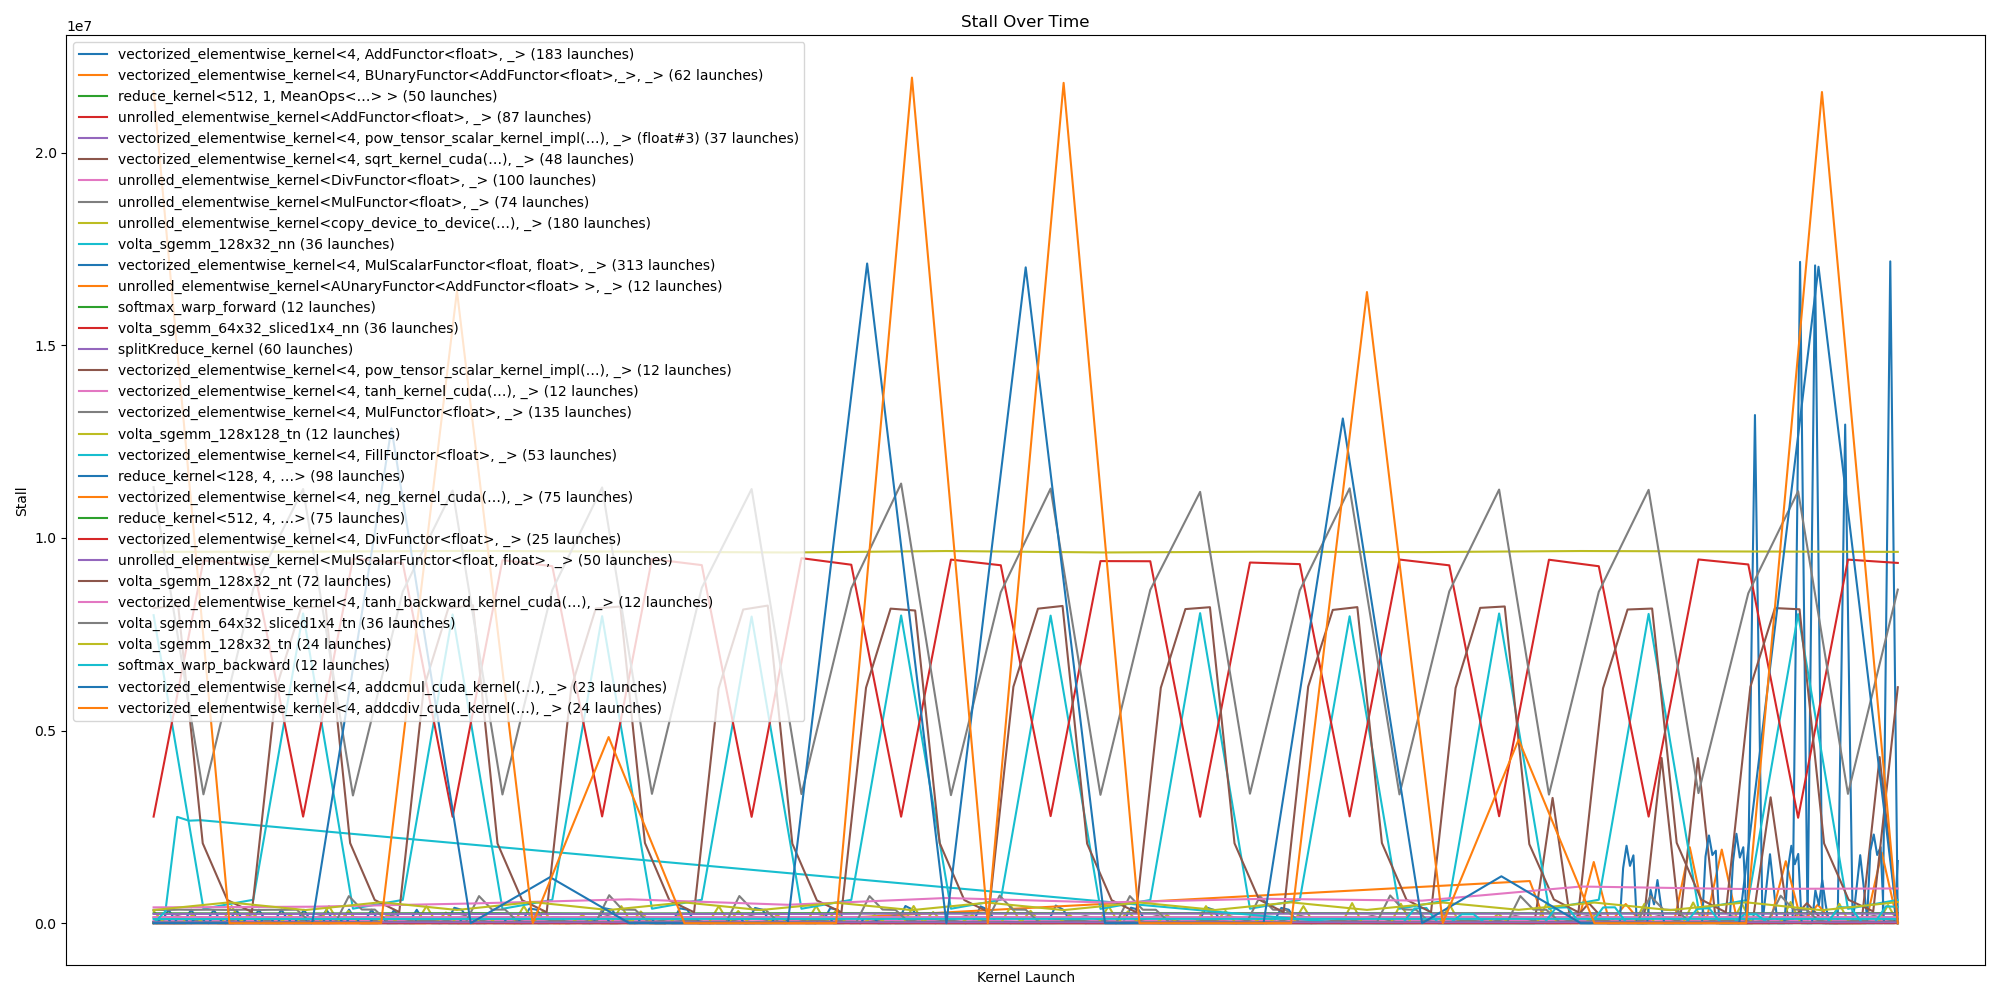 Stall Over Time
1e7
vectorized_elementwise_kernel<4, AddFunctor<float>, _> (183 launches)
vectorized_elementwise_kernel<4, BUnaryFunctor<AddFunctor<float>,_>, _> (62 launches)
reduce_kernel<512, 1, MeanOps<...> > (50 launches)
unrolled_elementwise_kernel<AddFunctor<float>, _> (87 launches)
vectorized_elementwise_kernel<4, pow_tensor_scalar_kernel_impl(...), _> (float#3) (37 launches)
vectorized_elementwise_kernel<4, sqrt_kernel_cuda(...), _> (48 launches)
unrolled_elementwise_kernel<DivFunctor<float>, _> (100 launches)
unrolled_elementwise_kernel<MulFunctor<float>, _> (74 launches)
unrolled_elementwise_kernel<copy_device_to_device(...), _> (180 launches)
volta_sgemm_128x32_nn (36 launches)
vectorized_elementwise_kernel<4, MulScalarFunctor<float, float>, _> (313 launches)
unrolled_elementwise_kernel<AUnaryFunctor<AddFunctor<float> >, _> (12 launches)
softmax_warp_forward (12 launches)
volta_sgemm_64x32_sliced1x4_nn (36 launches)
splitKreduce_kernel (60 launches)
vectorized_elementwise_kernel<4, pow_tensor_scalar_kernel_impl(...), _> (12 launches)
vectorized_elementwise_kernel<4, tanh_kernel_cuda(...), _> (12 launches)
vectorized_elementwise_kernel<4, MulFunctor<float>, _> (135 launches)
volta_sgemm_128x128_tn (12 launches)
vectorized_elementwise_kernel<4, FillFunctor<float>, _> (53 launches)
reduce_kernel<128, 4, ...> (98 launches)
vectorized_elementwise_kernel<4, neg_kernel_cuda(...), _> (75 launches)
reduce_kernel<512, 4, ...> (75 launches)
vectorized_elementwise_kernel<4, DivFunctor<float>, _> (25 launches)
unrolled_elementwise_kernel<MulScalarFunctor<float, float>, _> (50 launches)
volta_sgemm_128x32_nt (72 launches)
vectorized_elementwise_kernel<4, tanh_backward_kernel_cuda(...), _> (12 launches)
volta_sgemm_64x32_sliced1x4_tn (36 launches)
volta_sgemm_128x32_tn (24 launches)
softmax_warp_backward (12 launches)
vectorized_elementwise_kernel<4, addcmul_cuda_kernel(...), _> (23 launches)
vectorized_elementwise_kernel<4, addcdiv_cuda_kernel(...), _> (24 launches)
2.0
1.5
1.0
0.5
0.0
Stall
Kernel Launch